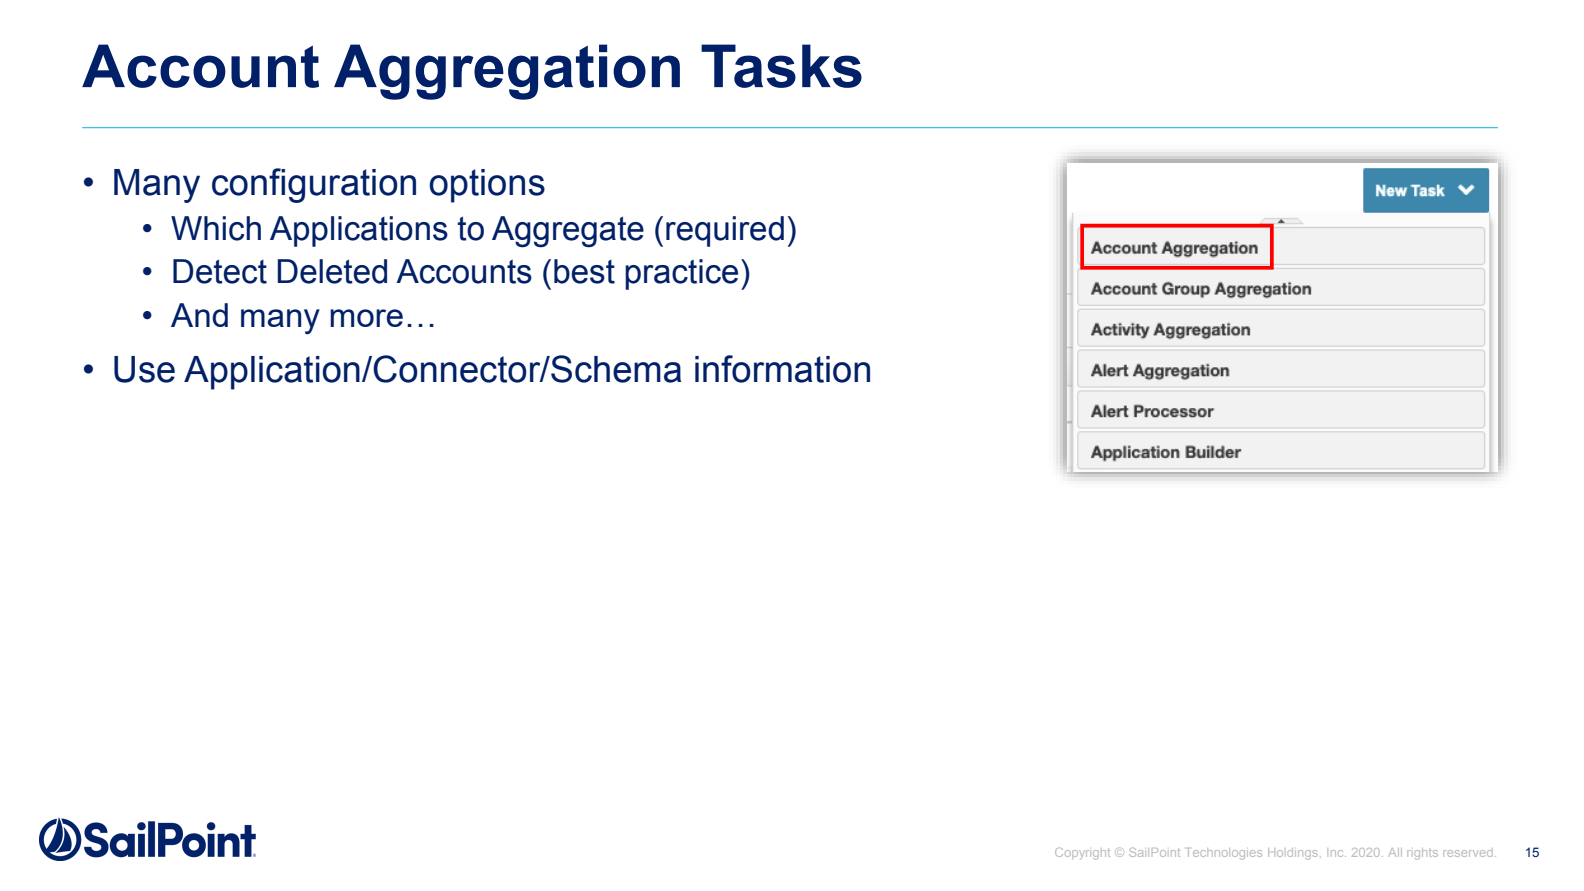 Account Aggregation Tasks
• Many configuration options
• Which Applications to Aggregate (required)
• Detect Deleted Accounts (best practice)
• And many more…
• Use Application/Connector/Schema information
New Task
Account Aggregation
Account Group Aggregation
Activity Aggregation
Alert Aggregation
Alert Processor
Application Builder
SailPoint
Copyright © SailPoint Technologies Holdings, Inc. 2020. All rights reserved. 15